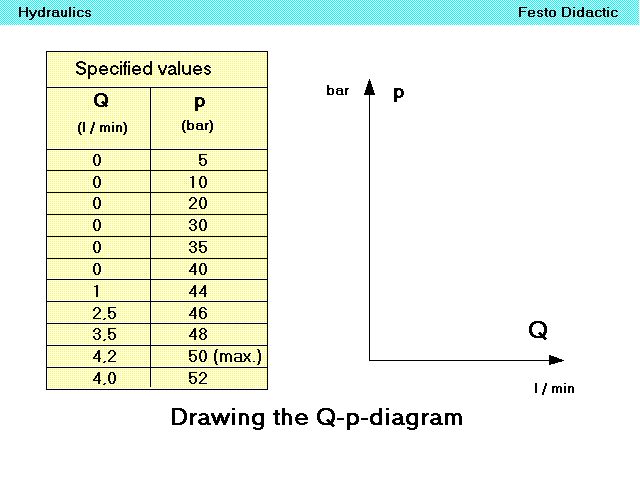 Hydraulics Festo Didactic
Specified values
Q p
(l / min) (bar)
0 5
0 10
0 20
0 30
0 35
0 40
1 44
2,5 46
3,5 48
4,2 50 (max.)
4,0 52
bar p
Q
l / min
Drawing the Q-p-diagram